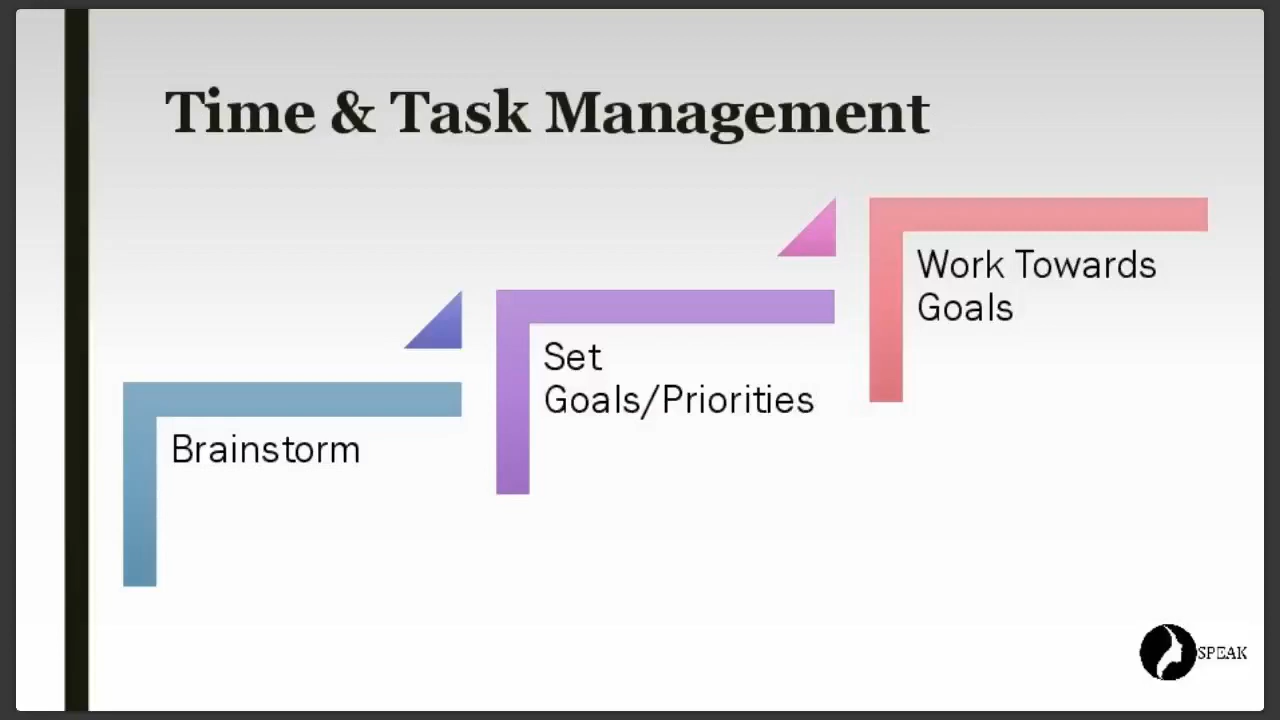 Time & Task Management
Brainstorm
Set
Goals/Priorities
Work Towards
Goals
SPEAK